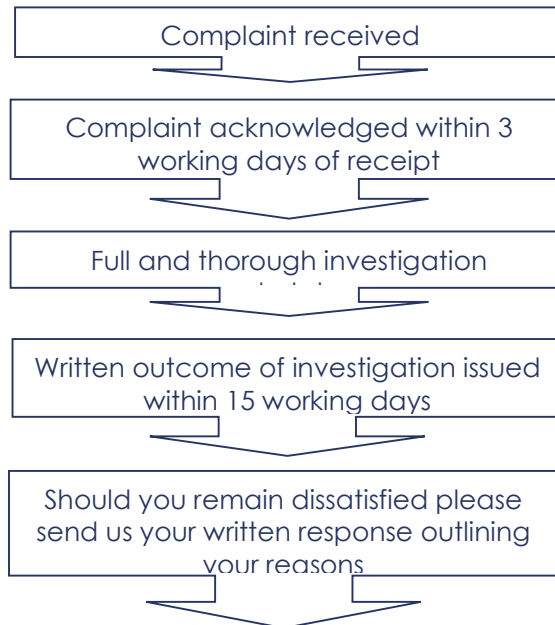 Complaint received
Complaint acknowledged within 3
working days of receipt
Full and thorough investigation
Written outcome of investigation issued
within 15 working days
Should you remain dissatisfied please
send us your written response outlining
your reasons